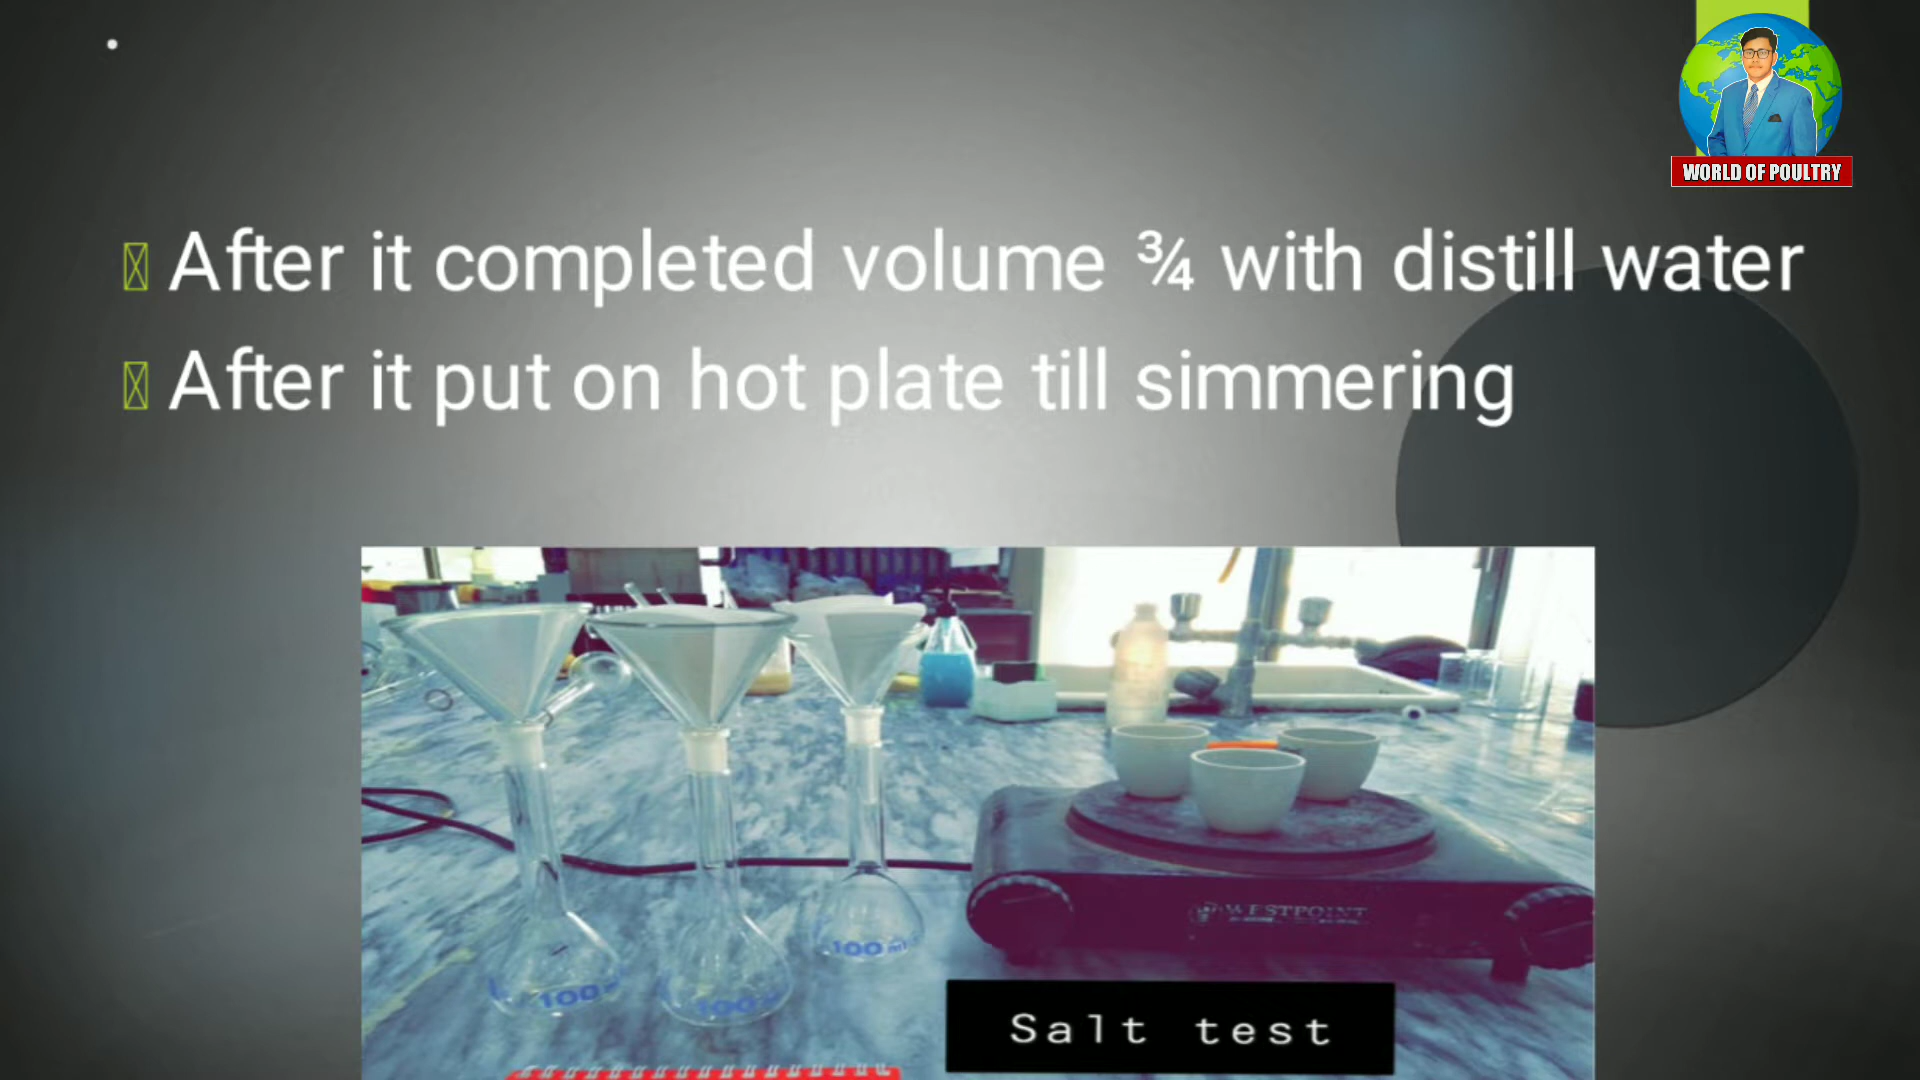 WORLD OF POULTRY
After it completed volume ¾ with distill water
After it put on hot plate till simmering
WESTPOINT
100 ml
100
100
Salt test